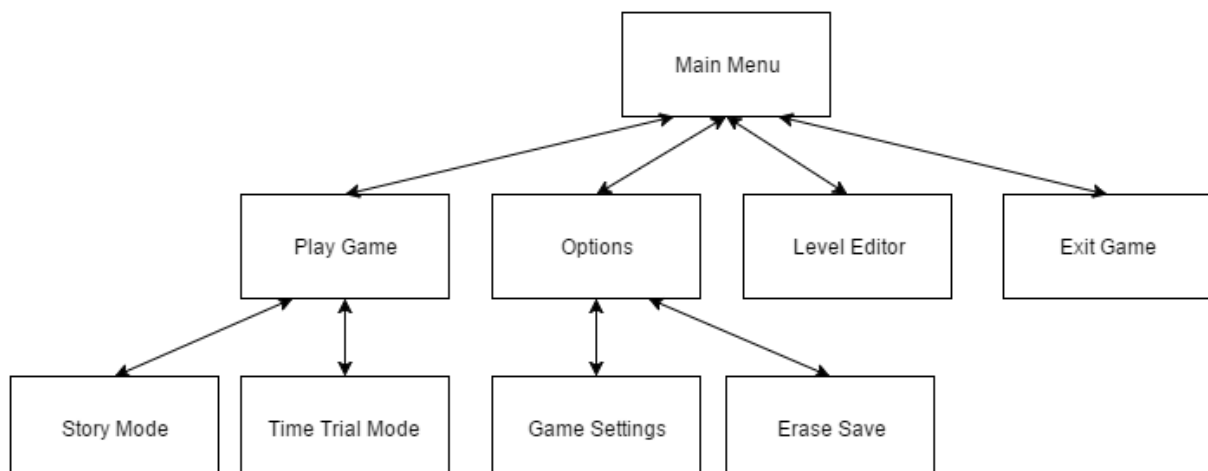 Main Menu
Play Game
Options
Level Editor
Exit Game
Story Mode
Time Trial Mode
Game Settings
Erase Save